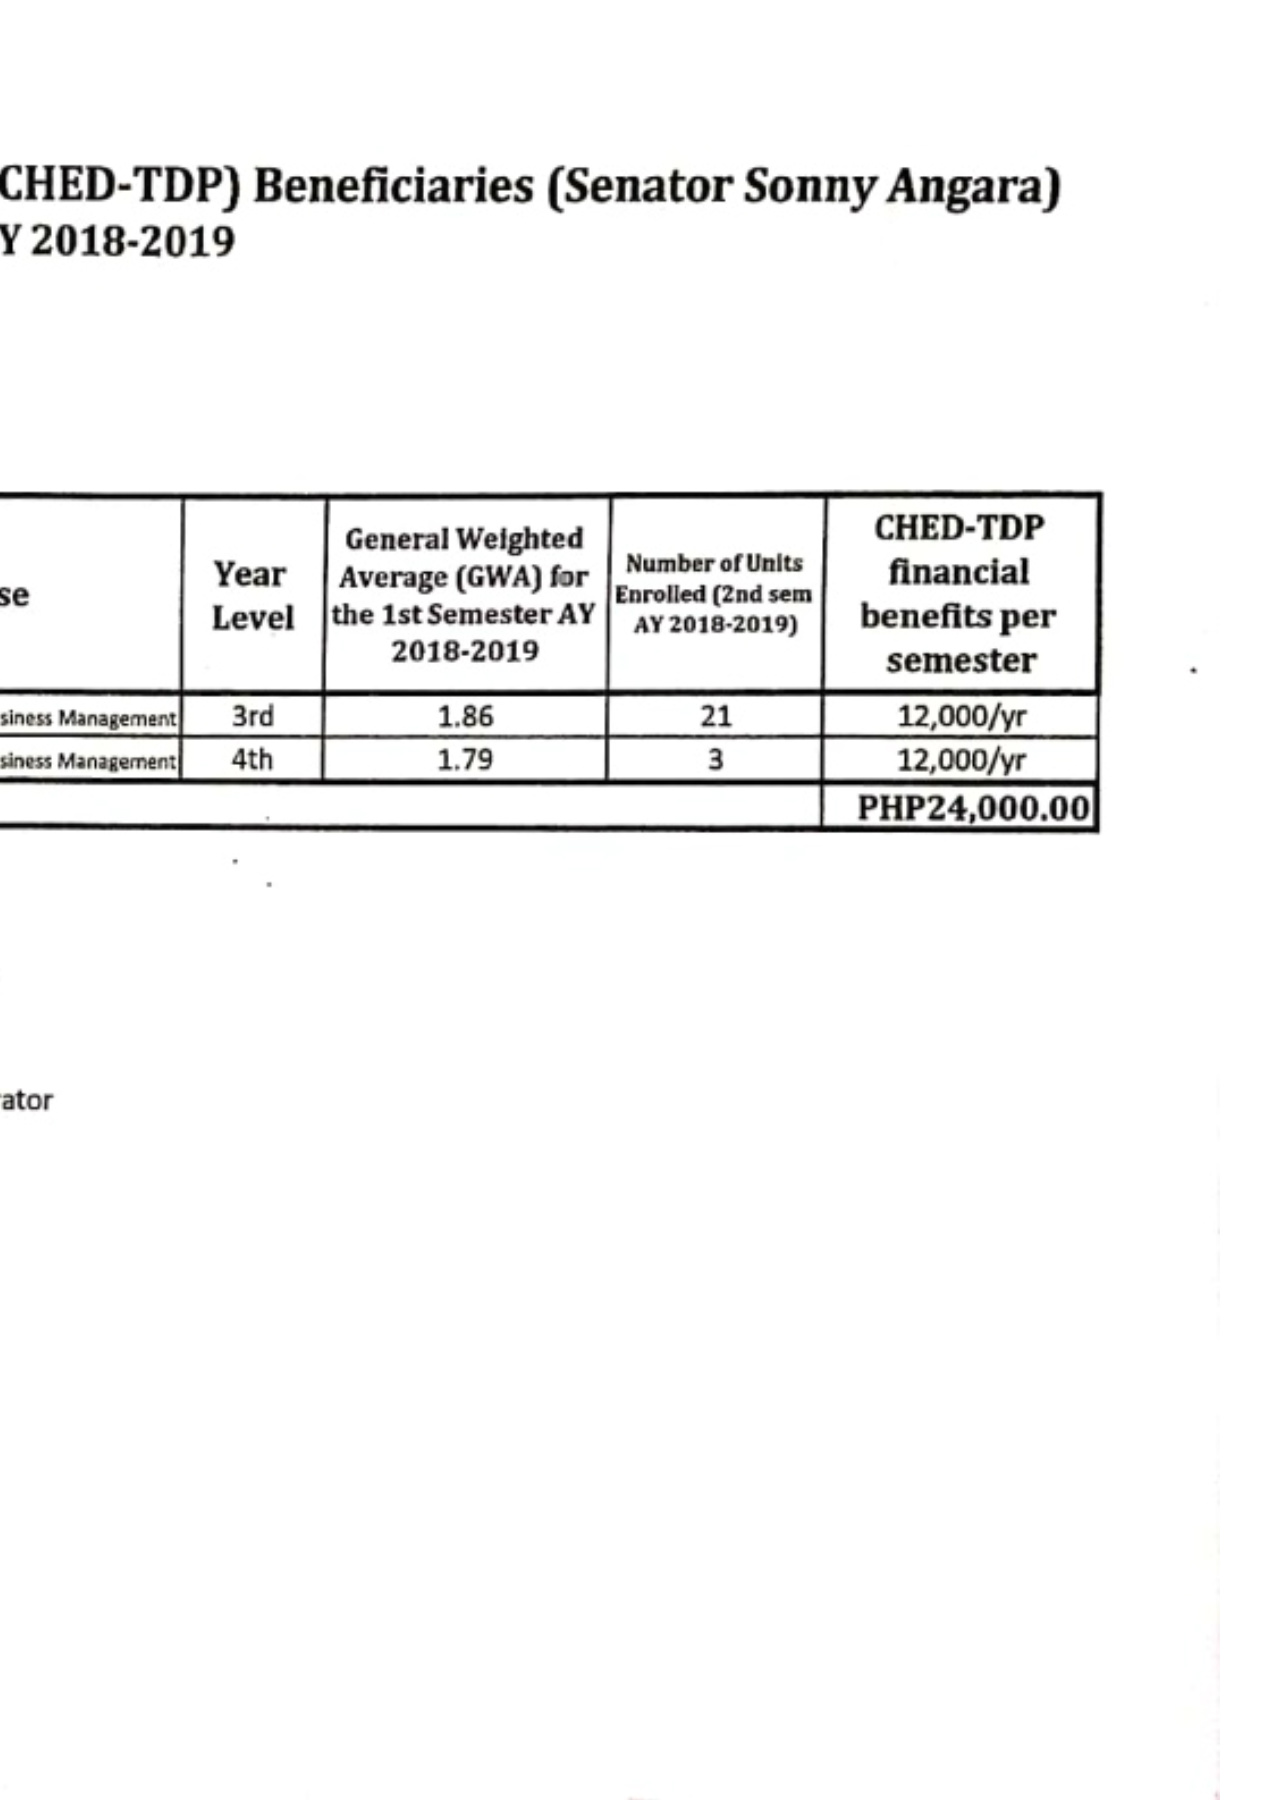 CHED-TDP) Beneficiaries (Senator Sonny Angara)
Y 2018-2019
se
Year
Level
General Weighted
Average (GWA) for
the 1st Semester AY
2018-2019
Number of Units
Enrolled (2nd sem
AY 2018-2019)
CHED-TDP
financial
benefits per
semester
siness Management 3rd 1.86 21 12,000/yr
siness Management 4th 1.79 3 12,000/yr
PHP24,000.00
rator